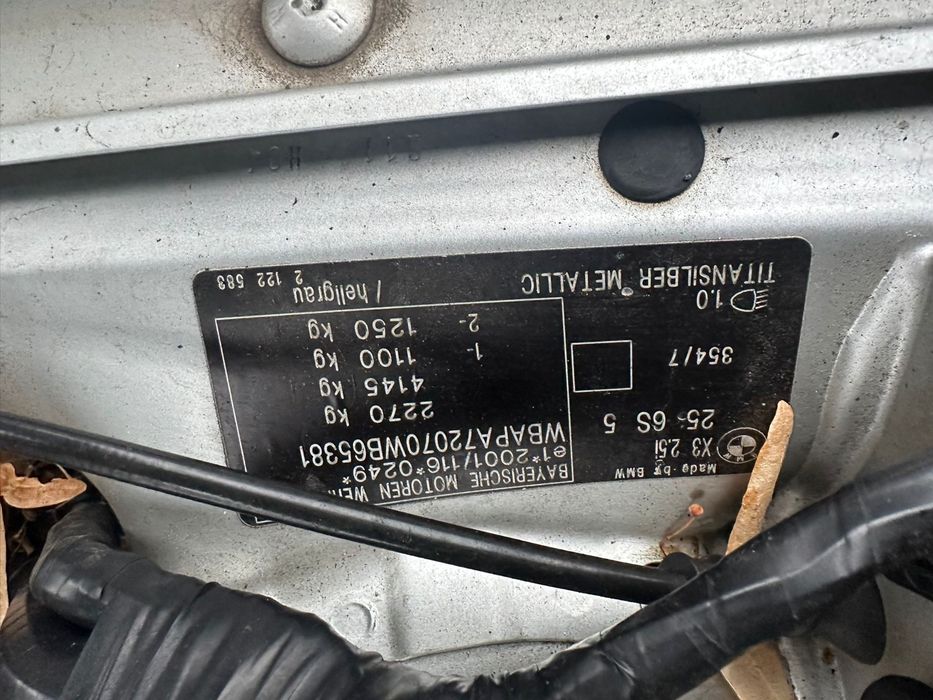 Made by BMW
X3 2.5i
25- 6S 5
354/7
1.0
TITANSILBER METALLIC
BAYERISCHE MOTOREN
e1*2001/116*0249*
WBAPA72070WB65381
2270 kg
4145 kg
1- 1100 kg
2- 1250 kg
/ hellgrau
2 122 583